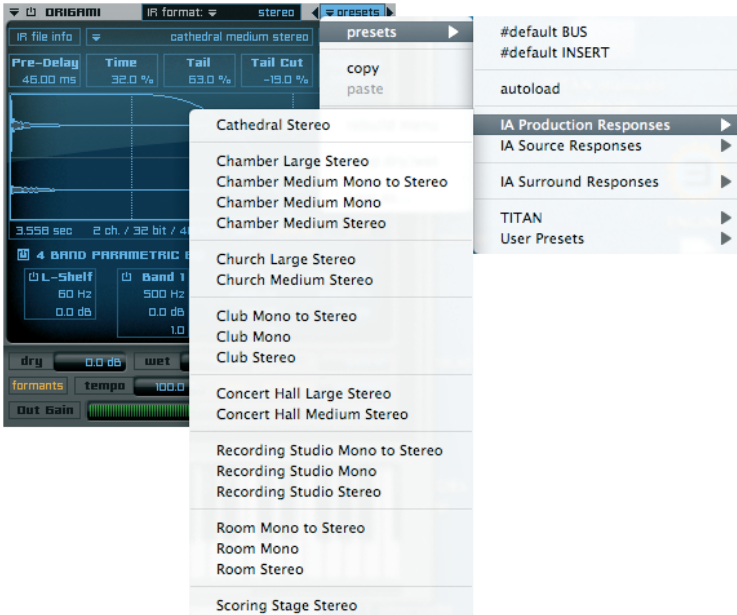 ORIGAMI
IR format:
stereo
presets
IR file info
cathedral medium stereo
Pre-Delay Time Tail Tail Cut
46.00 ms 32.0 % 63.0 % -19.0 %
3.558 sec 2 ch. / 32 bit / 4
4 BAND PARAMETRIC E
L-Shelf Band 1
60 Hz 500 Hz
0.0 dB 0.0 dB
1.0
dry 0.0 dB wet
formants tempo 100.0
Out Gain
presets
copy
paste
#default BUS
#default INSERT
autoload
IA Production Responses
IA Source Responses
IA Surround Responses
TITAN
User Presets
Cathedral Stereo
Chamber Large Stereo
Chamber Medium Mono to Stereo
Chamber Medium Mono
Chamber Medium Stereo
Church Large Stereo
Church Medium Stereo
Club Mono to Stereo
Club Mono
Club Stereo
Concert Hall Large Stereo
Concert Hall Medium Stereo
Recording Studio Mono to Stereo
Recording Studio Mono
Recording Studio Stereo
Room Mono to Stereo
Room Mono
Room Stereo
Scoring Stage Stereo